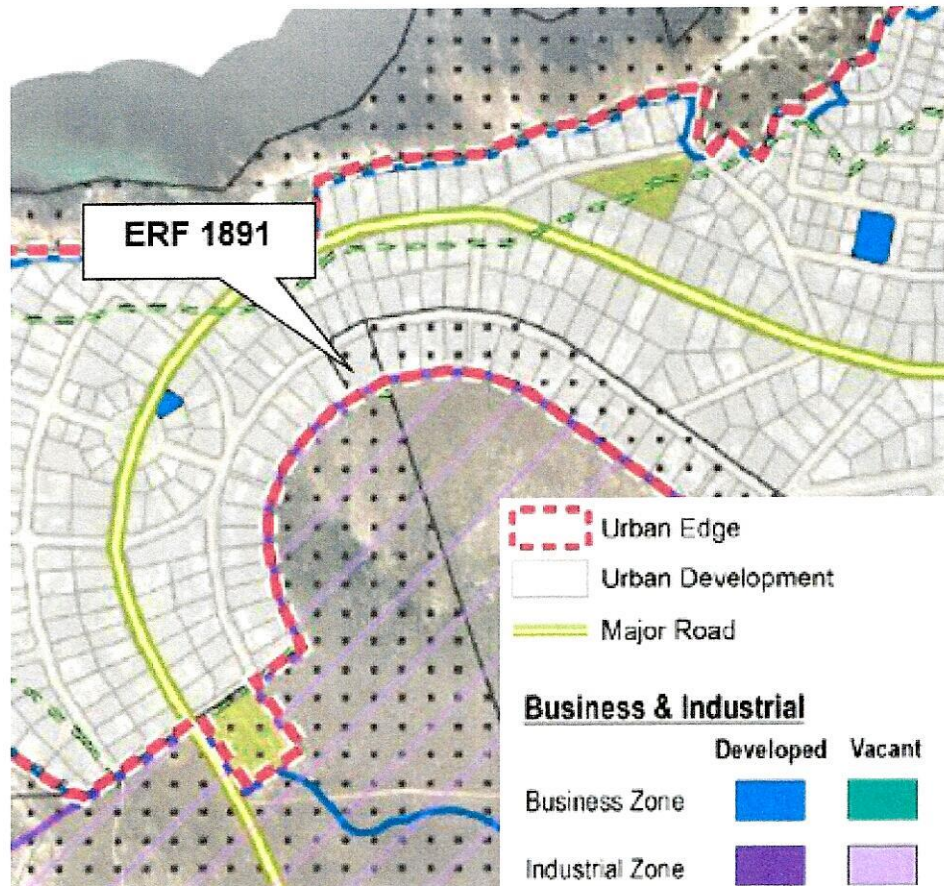 ERF 1891
Urban Edge
Urban Development
Major Road
Business & Industrial
Developed Vacant
Business Zone
Industrial Zone